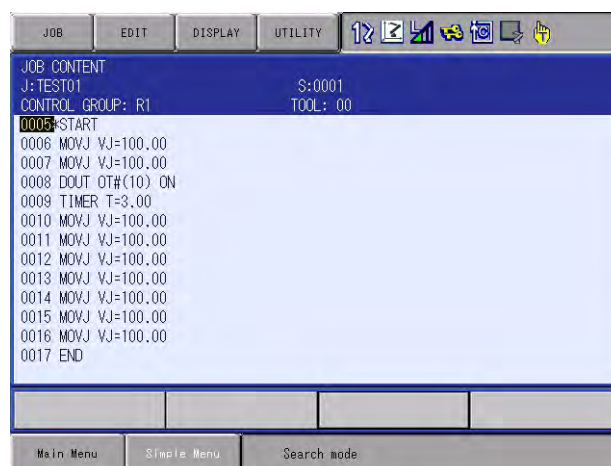 JOB EDIT DISPLAY UTILITY
JOB CONTENT
J:TEST01 S:0001
CONTROL GROUP: R1 TOOL: 00
0005*START
0006 MOVJ VJ=100.00
0007 MOVJ VJ=100.00
0008 DOUT OT#(10) ON
0009 TIMER T=3.00
0010 MOVJ VJ=100.00
0011 MOVJ VJ=100.00
0012 MOVJ VJ=100.00
0013 MOVJ VJ=100.00
0014 MOVJ VJ=100.00
0015 MOVJ VJ=100.00
0016 MOVJ VJ=100.00
0017 END
Main Menu Simple Menu Search mode